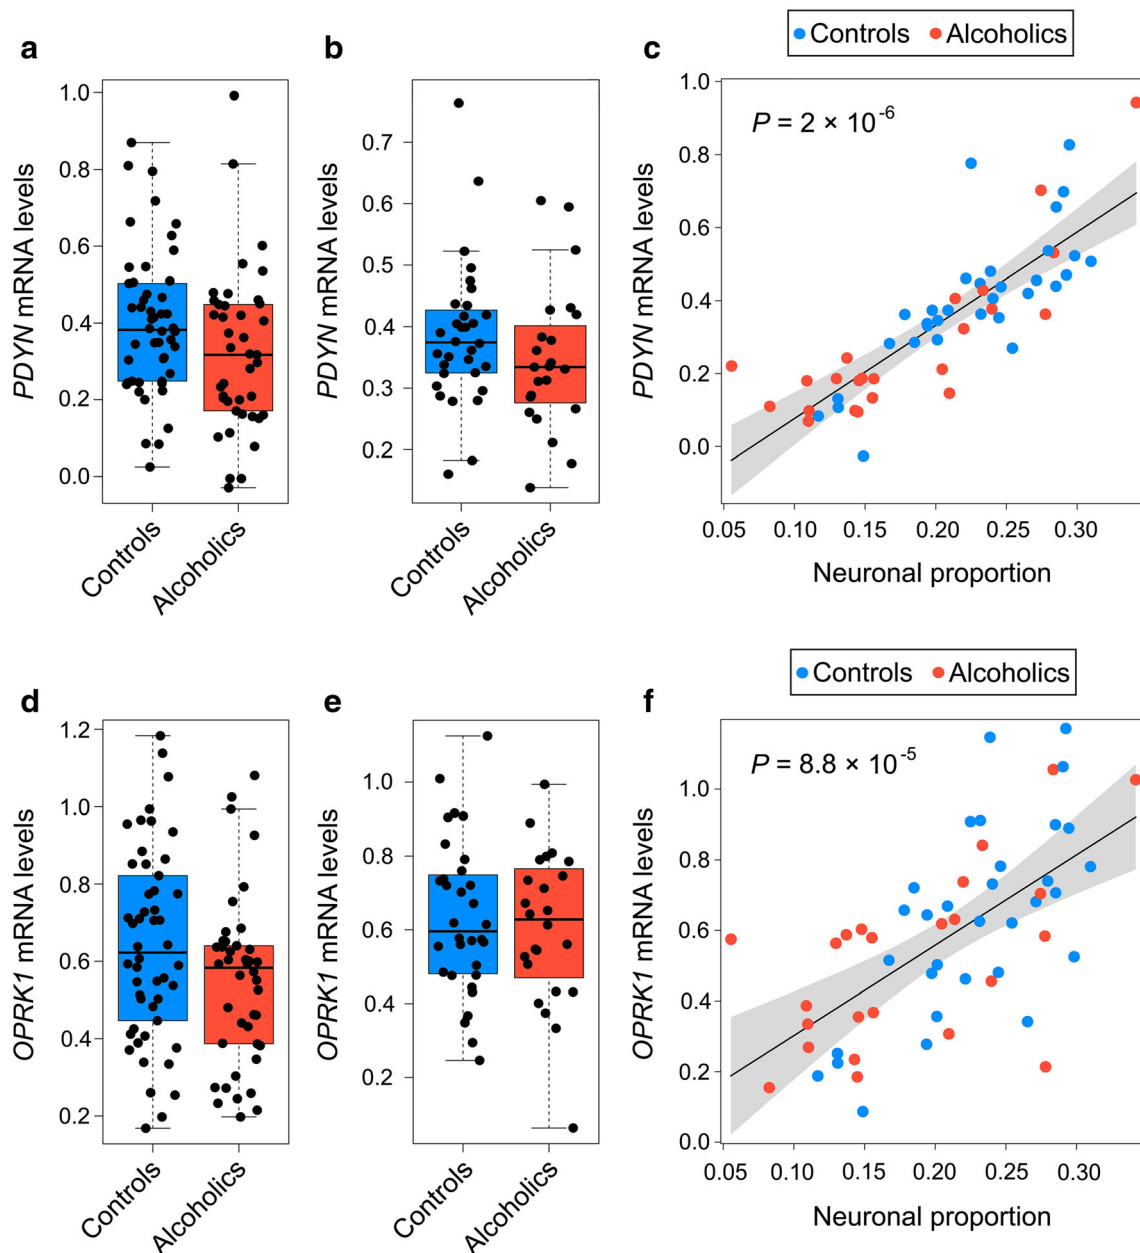 a
b
c
Controls Alcoholics
PDYN mRNA levels
1.0
0.8
0.6
0.4
0.2
0.0
Controls
Alcoholics
PDYN mRNA levels
0.7
0.6
0.5
0.4
0.3
0.2
Controls
Alcoholics
PDYN mRNA levels
1.0
0.8
0.6
0.4
0.2
0.0
P = 2 × 10⁻⁶
0.05 0.10 0.15 0.20 0.25 0.30
Neuronal proportion
d
e
f
Controls Alcoholics
OPRK1 mRNA levels
1.2
1.0
0.8
0.6
0.4
0.2
Controls
Alcoholics
OPRK1 mRNA levels
1.0
0.8
0.6
0.4
0.2
Controls
Alcoholics
OPRK1 mRNA levels
1.0
0.8
0.6
0.4
0.2
0.0
P = 8.8 × 10⁻⁵
0.05 0.10 0.15 0.20 0.25 0.30
Neuronal proportion